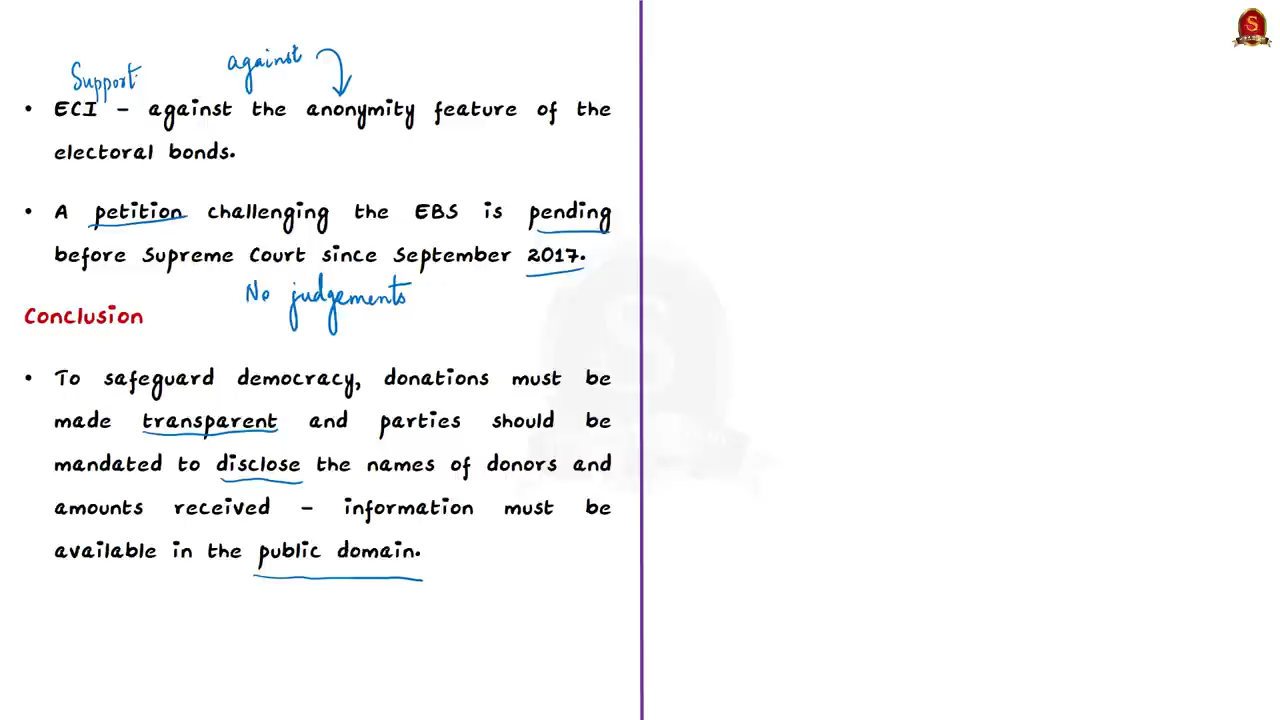 Support against
• ECI – against the anonymity feature of the
electoral bonds.
• A petition challenging the EBS is pending
before Supreme Court since September 2017.
No judgements
Conclusion
• To safeguard democracy, donations must be
made transparent and parties should be
mandated to disclose the names of donors and
amounts received – information must be
available in the public domain.